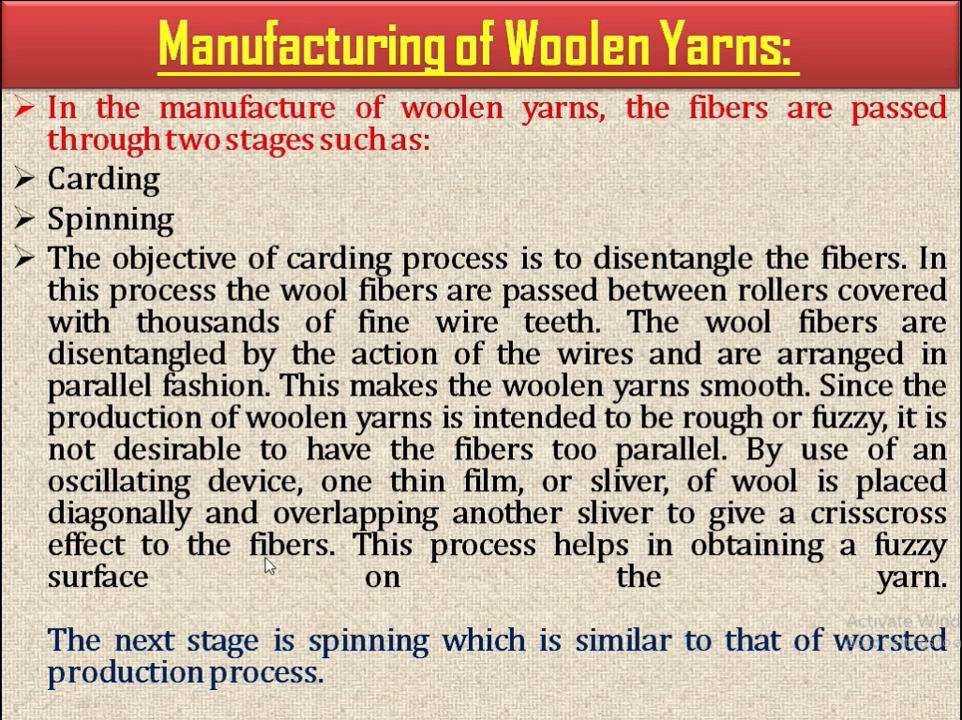 Manufacturing of Woolen Yarns:
➢ In the manufacture of woolen yarns, the fibers are passed
through two stages such as:
➢ Carding
➢ Spinning
➢ The objective of carding process is to disentangle the fibers. In
this process the wool fibers are passed between rollers covered
with thousands of fine wire teeth. The wool fibers are
disentangled by the action of the wires and are arranged in
parallel fashion. This makes the woolen yarns smooth. Since the
production of woolen yarns is intended to be rough or fuzzy, it is
not desirable to have the fibers too parallel. By use of an
oscillating device, one thin film, or sliver, of wool is placed
diagonally and overlapping another sliver to give a crisscross
effect to the fibers. This process helps in obtaining a fuzzy
surface on the yarn.
Activate Wind
The next stage is spinning which is similar to that of worsted
production process.